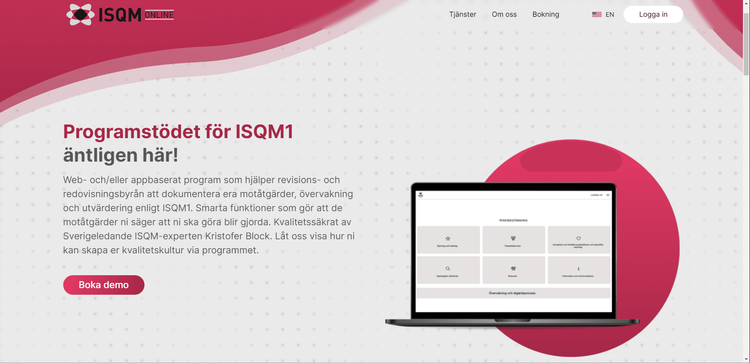 ISQM ONLINE
Tjänster Om oss Bokning EN Logga in
Programstödet för ISQM1
äntligen här!
Web- och/eller appbaserat program som hjälper revisions- och
redovisningsbyrån att dokumentera era motåtgärder, övervakning
och utvärdering enligt ISQM1. Smarta funktioner som gör att de
motåtgärder ni säger att ni ska göra blir gjorda. Kvalitetssäkrat av
Sverigeledande ISQM-experten Kristofer Block. Låt oss visa hur ni
kan skapa er kvalitetskultur via programmet.
Boka demo